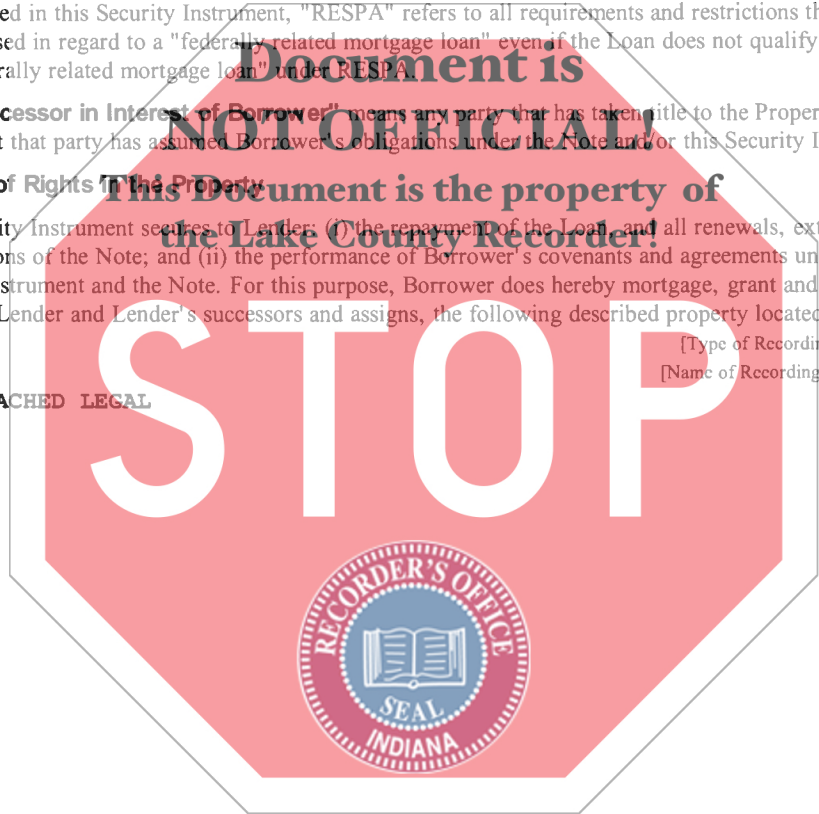 ed in this Security Instrument, "RESPA" refers to all requirements and restrictions th
sed in regard to a "federally related mortgage loan" even if the Loan does not qualify
rally related mortgage loan" under RESPA.
Document is
cessor in Interest of Borrower" means any party that has taken title to the Proper
NOT OFFICIAL!
t that party has assumed Borrower's obligations under the Note and/or this Security I
of Rights in the Property
This Document is the property of
ity Instrument secures to Lender: (i) the repayment of the Loan, and all renewals, ext
the Lake County Recorder!
ons of the Note; and (ii) the performance of Borrower's covenants and agreements un
strument and the Note. For this purpose, Borrower does hereby mortgage, grant and
Lender and Lender's successors and assigns, the following described property located
[Type of Recordin
[Name of Recording
ACHED LEGAL
STOP
RECORDER'S OFFICE
SEAL
INDIANA